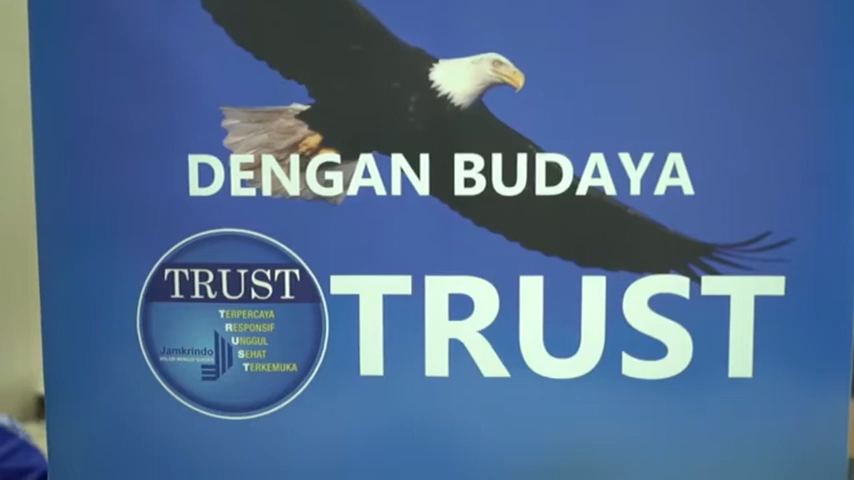 DENGAN BUDAYA
TRUST
TRUST
TERPERCAYA
RESPONSIF
UNGGUL
SEHAT
TERKEMUKA
Jamkrindo